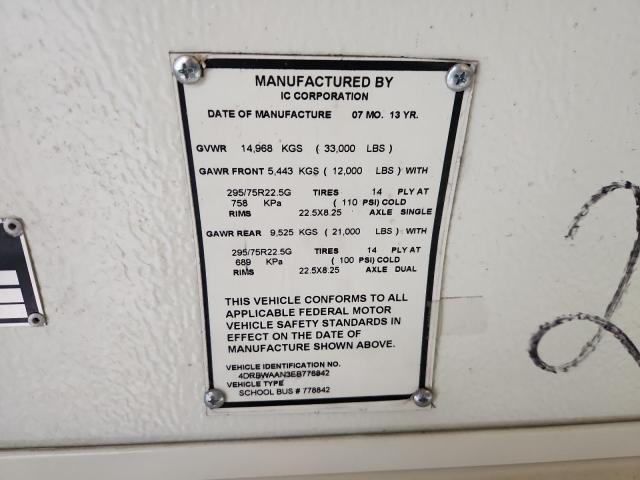 MANUFACTURED BY
IC CORPORATION
DATE OF MANUFACTURE 07 MO. 13 YR.
GVWR 14,968 KGS ( 33,000 LBS )
GAWR FRONT 5,443 KGS ( 12,000 LBS ) WITH
295/75R22.5G TIRES 14 PLY AT
758 KPa ( 110 PSI) COLD
RIMS 22.5X8.25 AXLE SINGLE
GAWR REAR 9,525 KGS ( 21,000 LBS ) WITH
295/75R22.5G TIRES 14 PLY AT
689 KPa ( 100 PSI) COLD
RIMS 22.5X8.25 AXLE DUAL
THIS VEHICLE CONFORMS TO ALL
APPLICABLE FEDERAL MOTOR
VEHICLE SAFETY STANDARDS IN
EFFECT ON THE DATE OF
MANUFACTURE SHOWN ABOVE.
VEHICLE IDENTIFICATION NO.
4DRBWAAN3EB778842
VEHICLE TYPE
SCHOOL BUS # 778842
2